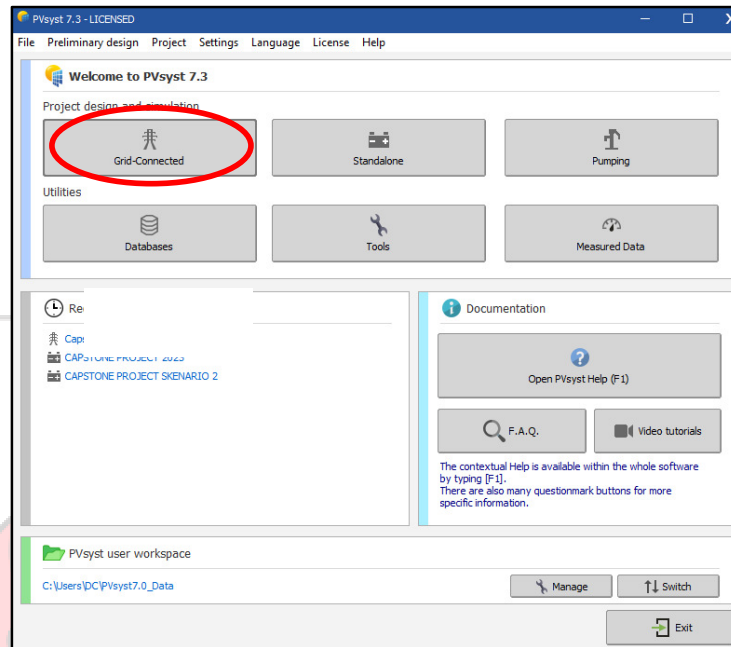 PVsyst 7.3 - LICENSED
File Preliminary design Project Settings Language License Help
Welcome to PVsyst 7.3
Project design and simulation
Grid-Connected
Standalone
Pumping
Utilities
Databases
Tools
Measured Data
Re
Caps
CAPSTONE PROJECT 2023
CAPSTONE PROJECT SKENARIO 2
Documentation
Open PVsyst Help (F1)
F.A.Q.
Video tutorials
The contextual Help is available within the whole software
by typing [F1].
There are also many questionmark buttons for more
specific information.
PVsyst user workspace
C:\Users\DC\PVsyst7.0_Data
Manage
Switch
Exit